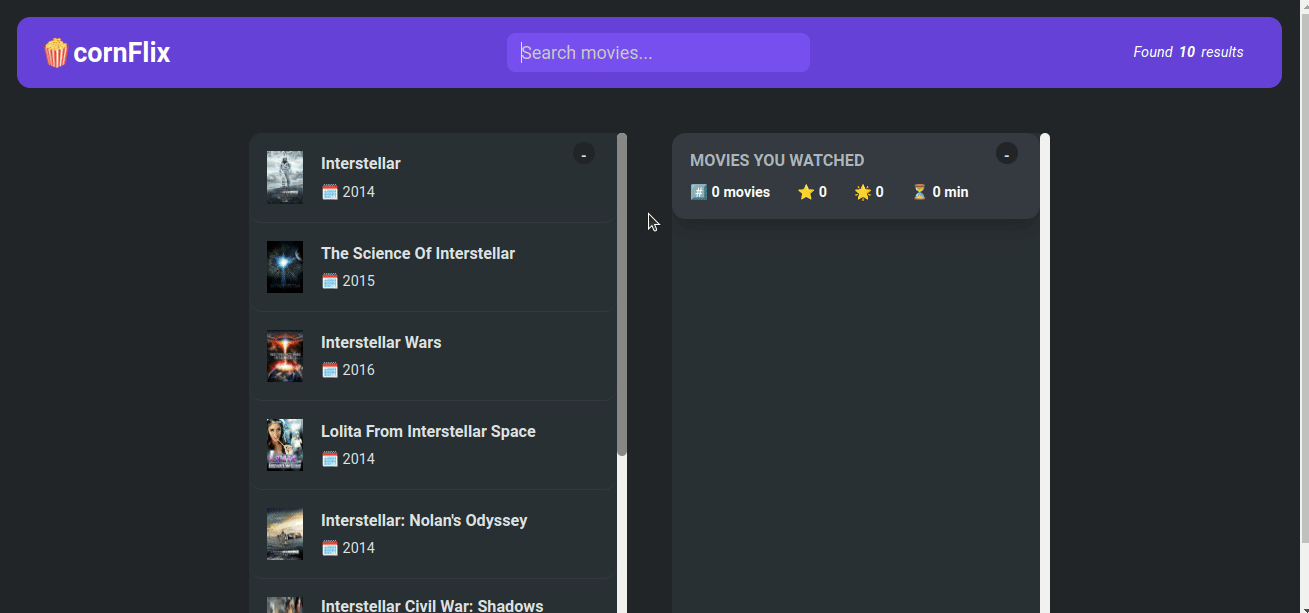 🍿 cornFlix
Search movies...
Found 10 results
Interstellar
🗓️ 2014
The Science Of Interstellar
🗓️ 2015
Interstellar Wars
🗓️ 2016
Lolita From Interstellar Space
🗓️ 2014
Interstellar: Nolan's Odyssey
🗓️ 2014
Interstellar Civil War: Shadows
-
MOVIES YOU WATCHED
-
#️⃣ 0 movies ⭐ 0 🌟 0 ⏳ 0 min